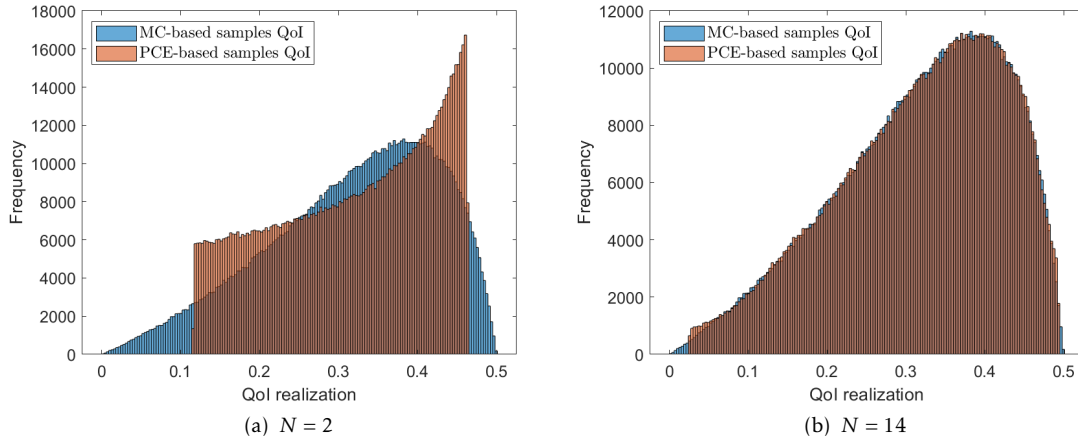 18000
16000
14000
12000
10000
8000
6000
4000
2000
0
Frequency
MC-based samples QoI
PCE-based samples QoI
0 0.1 0.2 0.3 0.4 0.5
QoI realization
(a) N = 2
12000
10000
8000
6000
4000
2000
0
Frequency
MC-based samples QoI
PCE-based samples QoI
0 0.1 0.2 0.3 0.4 0.5
QoI realization
(b) N = 14